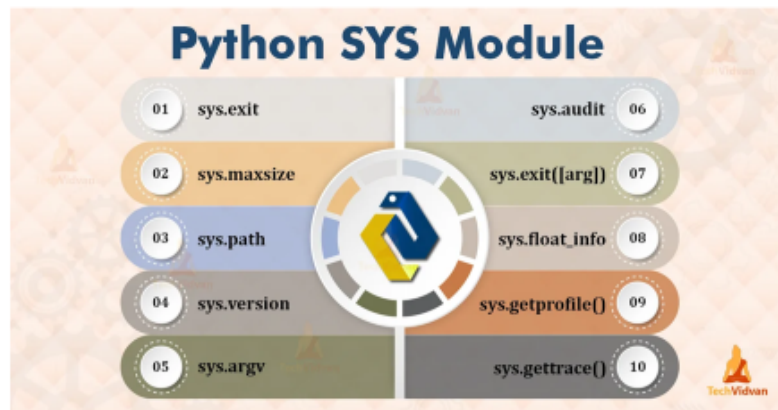 Python SYS Module
01 sys.exit
02 sys.maxsize
03 sys.path
04 sys.version
05 sys.argv
sys.audit 06
sys.exit([arg]) 07
sys.float_info 08
sys.getprofile() 09
sys.gettrace() 10
TechVidvan